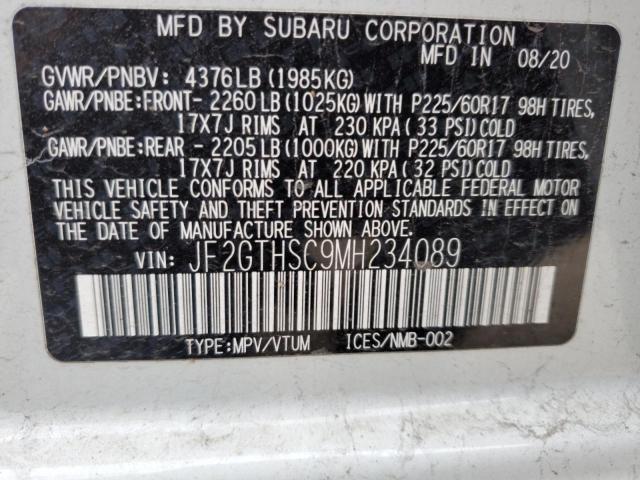 MFD BY SUBARU CORPORATION
MFD IN 08/20
GVWR/PNBV: 4376LB (1985KG)
GAWR/PNBE:FRONT- 2260 LB (1025KG) WITH P225/60R17 98H TIRES,
17X7J RIMS AT 230 KPA ( 33 PSI) COLD
GAWR/PNBE:REAR - 2205 LB (1000KG) WITH P225/60R17 98H TIRES,
17X7J RIMS AT 220 KPA ( 32 PSI) COLD
THIS VEHICLE CONFORMS TO ALL APPLICABLE FEDERAL MOTOR
VEHICLE SAFETY AND THEFT PREVENTION STANDARDS IN EFFECT ON
THE DATE OF MANUFACTURE SHOWN ABOVE.
VIN: JF2GTHSC9MH234089
TYPE:MPV/VTUM ICES/NMB-002